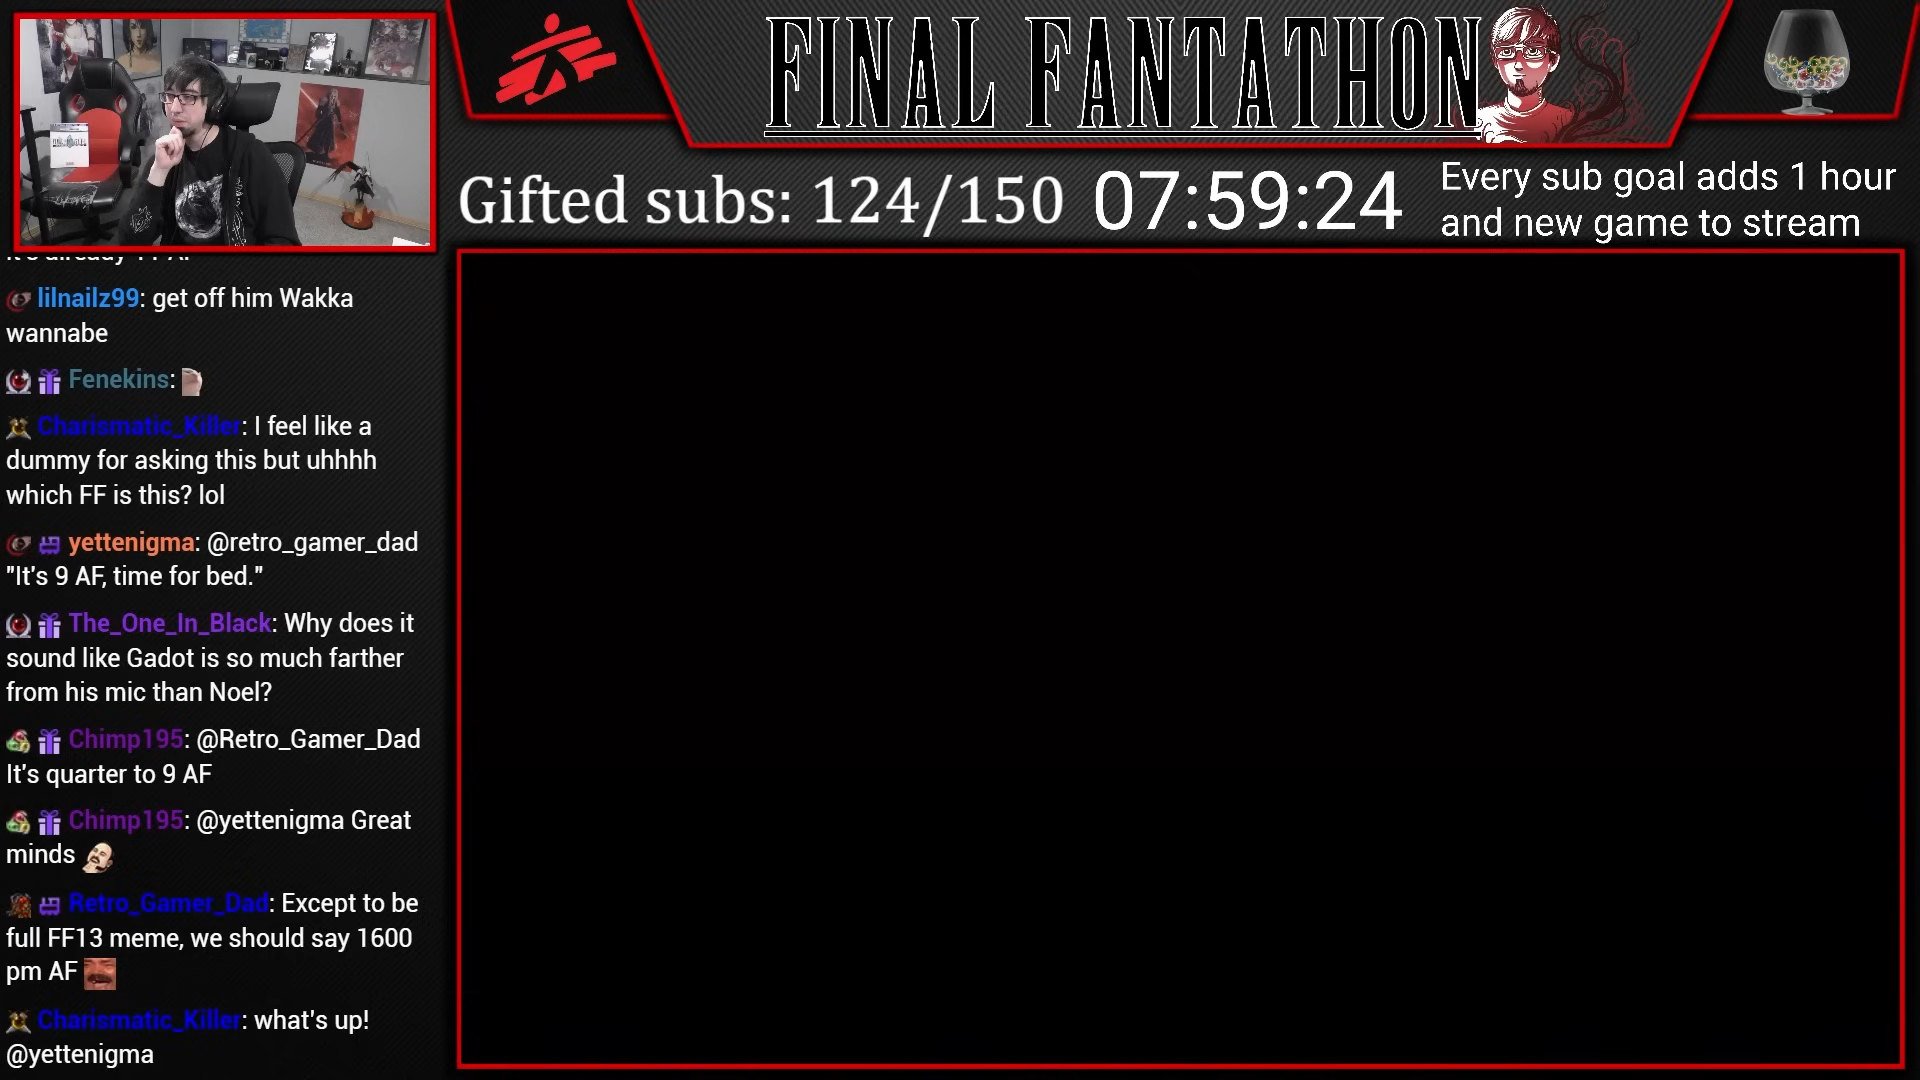 FINAL FANTATHON
Gifted subs: 124/150
07:59:24
Every sub goal adds 1 hour
and new game to stream
lilnailz99: get off him Wakka
wannabe
Fenekins:
Charismatic_Killer: I feel like a
dummy for asking this but uhhhh
which FF is this? lol
yettenigma: @retro_gamer_dad
"It's 9 AF, time for bed."
The_One_In_Black: Why does it
sound like Gadot is so much farther
from his mic than Noel?
Chimp195: @Retro_Gamer_Dad
It's quarter to 9 AF
Chimp195: @yettenigma Great
minds
Retro_Gamer_Dad: Except to be
full FF13 meme, we should say 1600
pm AF
Charismatic_Killer: what's up!
@yettenigma